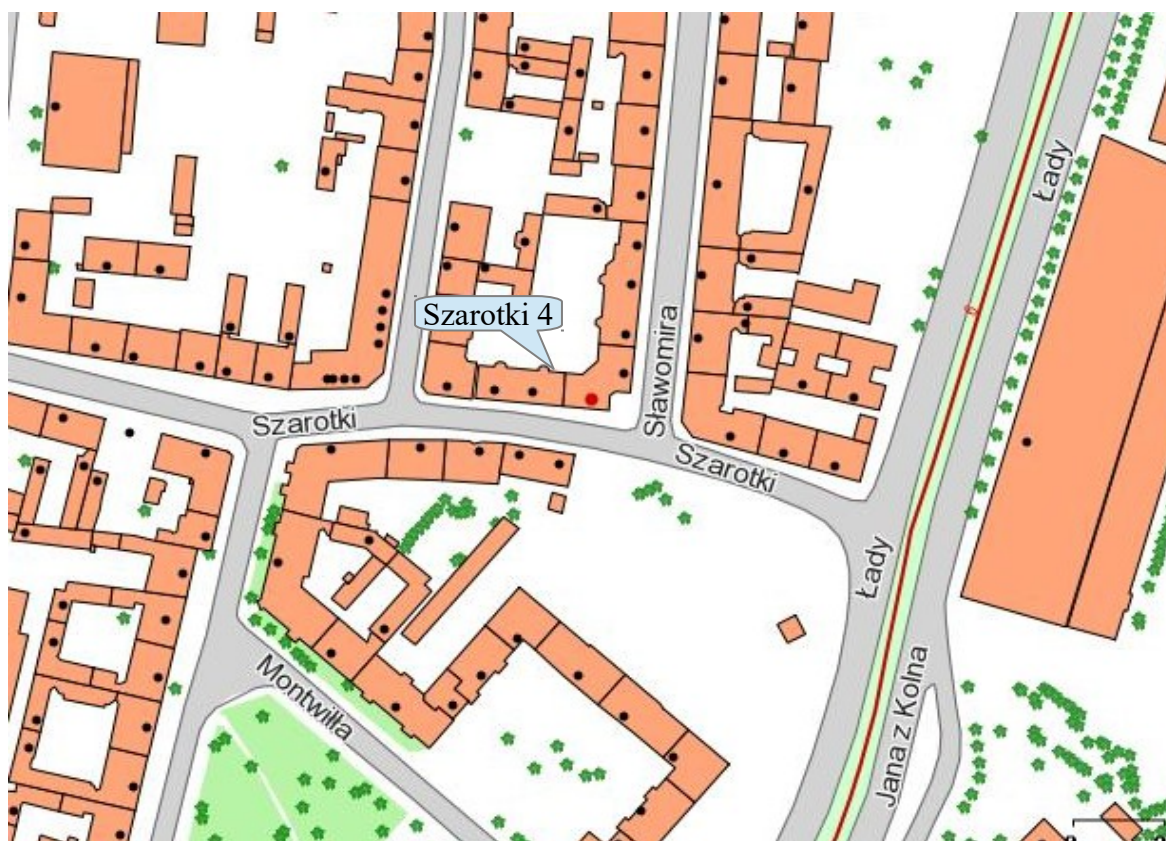 Łady
Szarotki 4
Sławomira
Szarotki
Szarotki
Łady
Montwiłła
Jana z Kolna